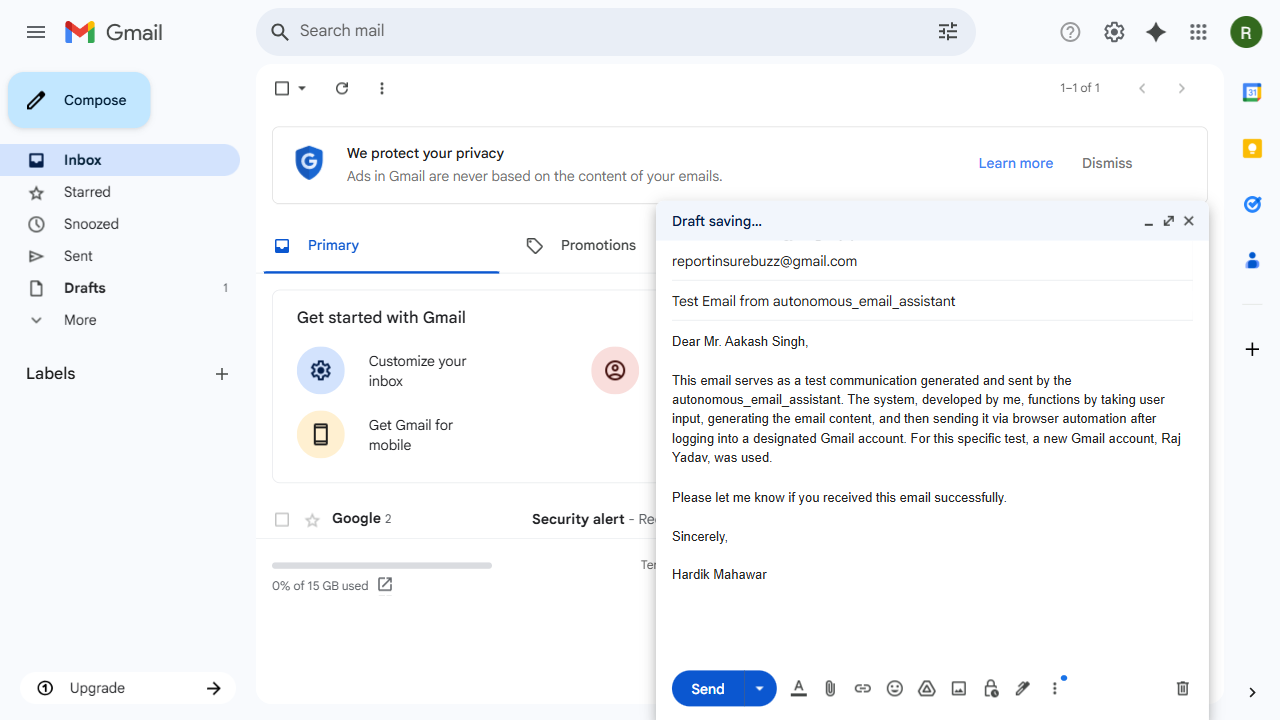 Gmail
Search mail
R
Compose
1–1 of 1
31
We protect your privacy
Ads in Gmail are never based on the content of your emails.
Learn more
Dismiss
Inbox
Starred
Snoozed
Sent
Drafts
1
More
Labels
Primary
Promotions
Get started with Gmail
Customize your
inbox
Get Gmail for
mobile
Google 2
Security alert -
0% of 15 GB used
Upgrade
Draft saving...
reportinsurebuzz@gmail.com
Test Email from autonomous_email_assistant
Dear Mr. Aakash Singh,
This email serves as a test communication generated and sent by the
autonomous_email_assistant. The system, developed by me, functions by taking user
input, generating the email content, and then sending it via browser automation after
logging into a designated Gmail account. For this specific test, a new Gmail account, Raj
Yadav, was used.
Please let me know if you received this email successfully.
Sincerely,
Hardik Mahawar
Send